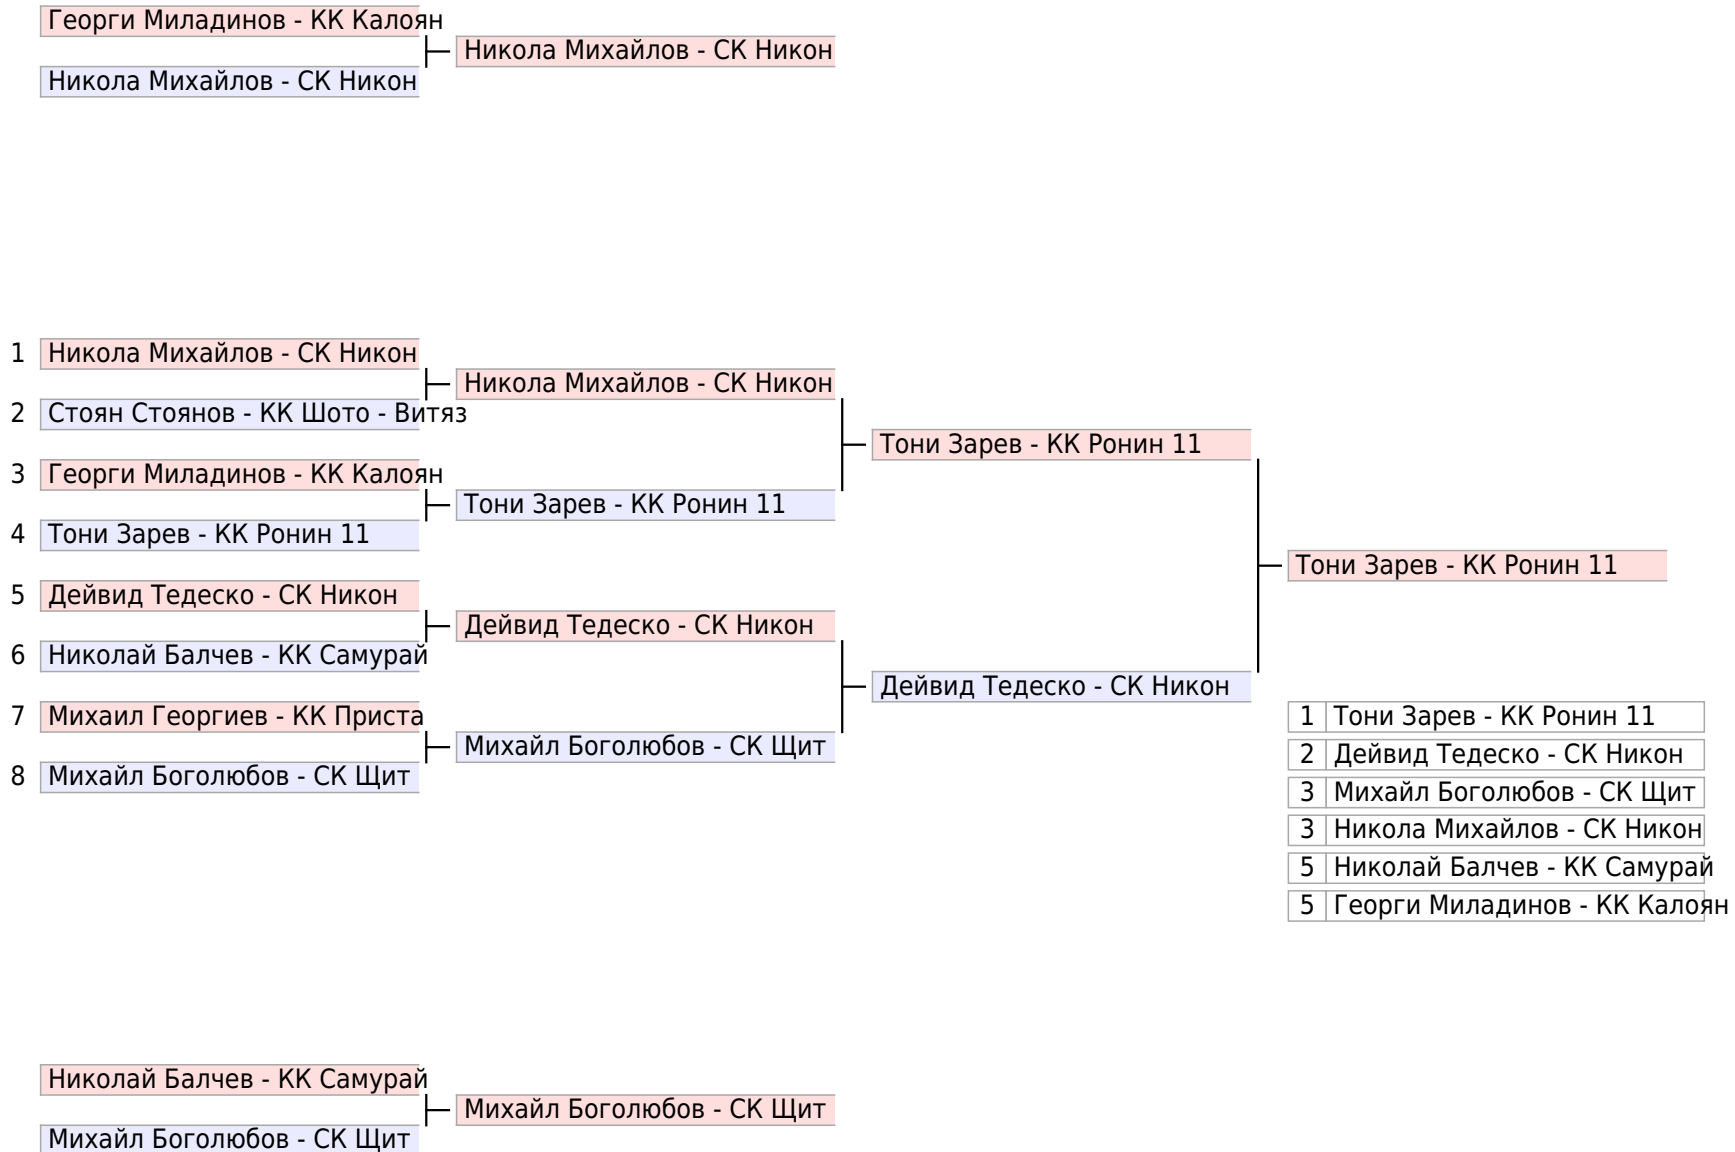 Георги Миладинов - КК Калоян
Никола Михайлов - СК Никон
Никола Михайлов - СК Никон
1 Никола Михайлов - СК Никон
Никола Михайлов - СК Никон
2 Стоян Стоянов - КК Шото - Витяз
Тони Зарев - КК Ронин 11
3 Георги Миладинов - КК Калоян
Тони Зарев - КК Ронин 11
4 Тони Зарев - КК Ронин 11
Тони Зарев - КК Ронин 11
5 Дейвид Тедеско - СК Никон
Дейвид Тедеско - СК Никон
6 Николай Балчев - КК Самурай
Дейвид Тедеско - СК Никон
7 Михаил Георгиев - КК Приста
Михайл Боголюбов - СК Щит
8 Михайл Боголюбов - СК Щит
1 Тони Зарев - КК Ронин 11
2 Дейвид Тедеско - СК Никон
3 Михайл Боголюбов - СК Щит
3 Никола Михайлов - СК Никон
5 Николай Балчев - КК Самурай
5 Георги Миладинов - КК Калоян
Николай Балчев - КК Самурай
Михайл Боголюбов - СК Щит
Михайл Боголюбов - СК Щит